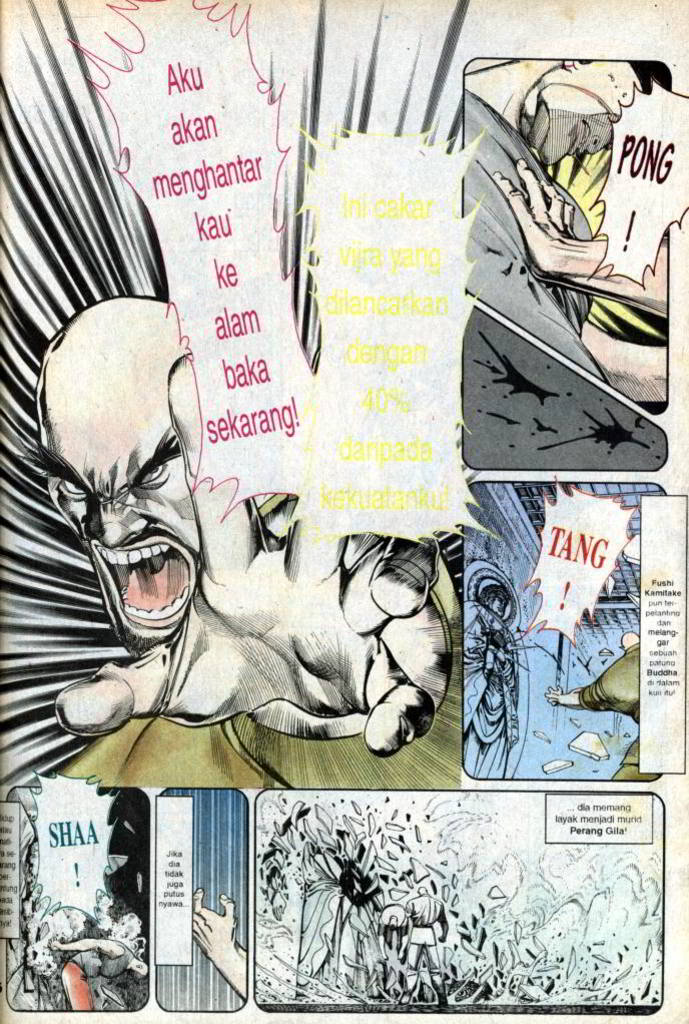 Aku
akan
menghantar
kau
ke
alam
baka
sekarang!
Ini cakar
vijra yang
dilancarkan
dengan
40%
daripada
kekuatanku!
PONG
!
TANG
!
Fushi
Kamitake
pun ter-
pelanting
dan
melang-
gar
sebuah
patung
Buddha
di dalam
kuil itu!
SHAA
!
Jika
dia
tidak
juga
putus
nyawa...
... dia memang
layak menjadi murid
Perang Gila!